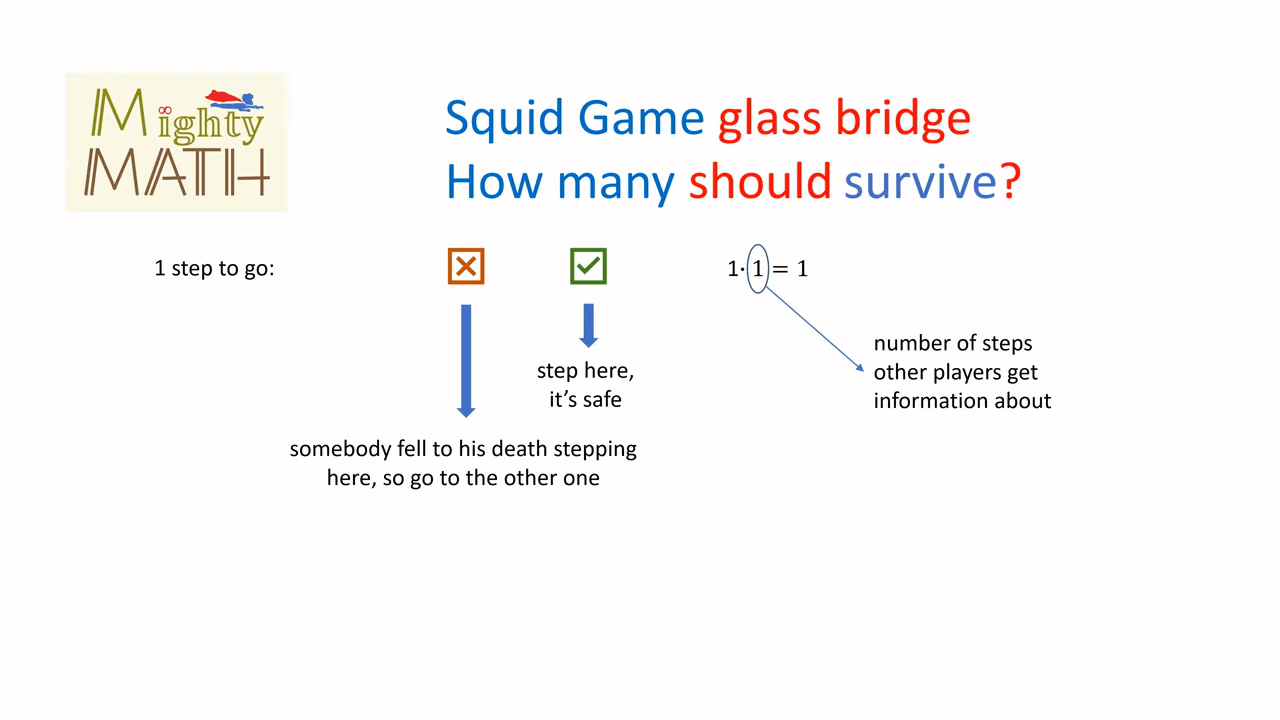 Mighty
MATH
Squid Game glass bridge
How many should survive?
1 step to go:
1· 1 = 1
step here,
it's safe
number of steps
other players get
information about
somebody fell to his death stepping
here, so go to the other one